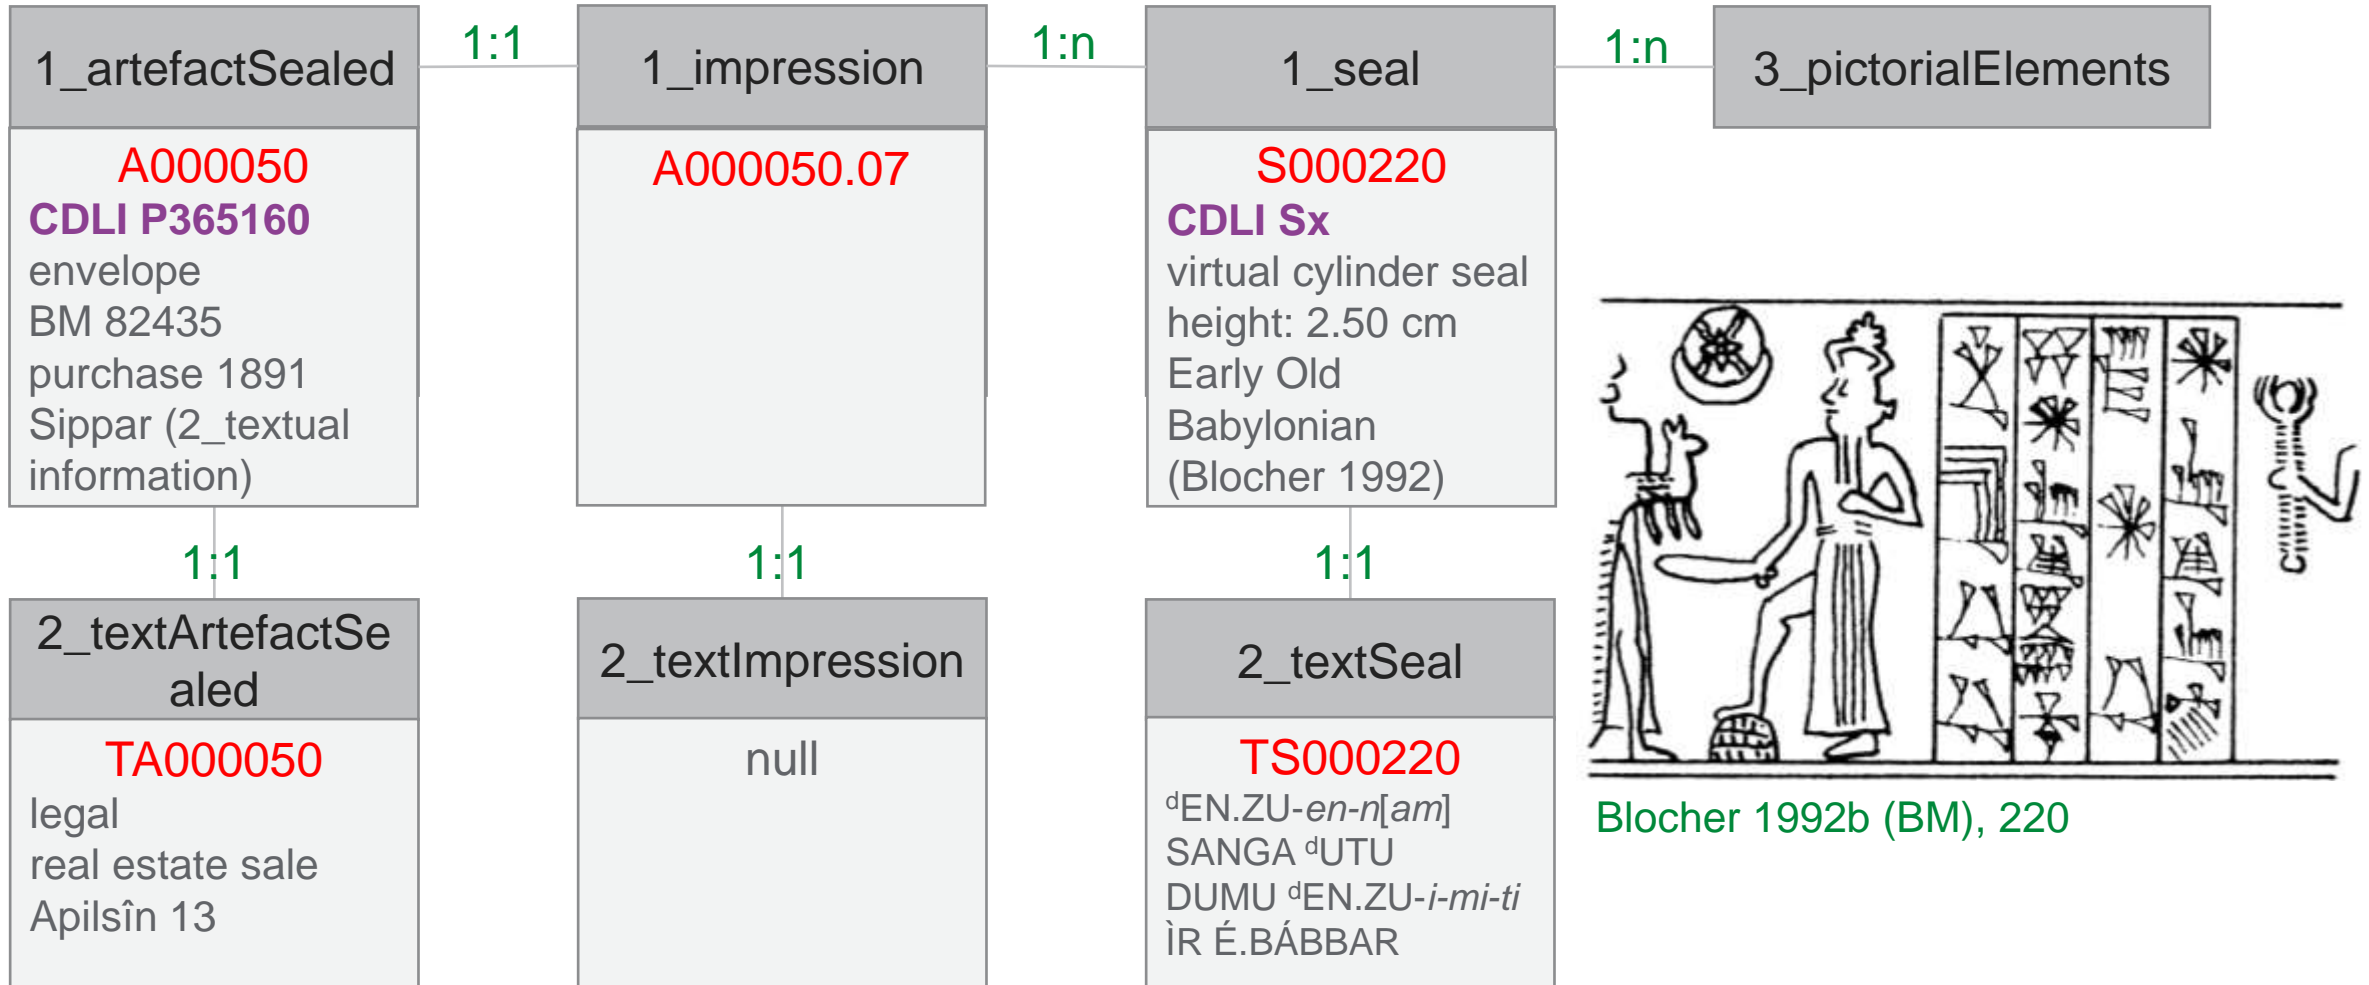 1_artefactSealed
1:1
1_impression
1:n
1_seal
1:n
3_pictorialElements
A000050
CDLI P365160
envelope
BM 82435
purchase 1891
Sippar (2_textual
information)
A000050.07
S000220
CDLI Sx
virtual cylinder seal
height: 2.50 cm
Early Old
Babylonian
(Blocher 1992)
1:1
1:1
1:1
2_textArtefactSe
aled
2_textImpression
2_textSeal
TA000050
legal
real estate sale
Apilsîn 13
null
TS000220
ᵈEN.ZU-en-n[am]
SANGA ᵈUTU
DUMU ᵈEN.ZU-i-mi-ti
ÌR É.BÁBBAR
Blocher 1992b (BM), 220